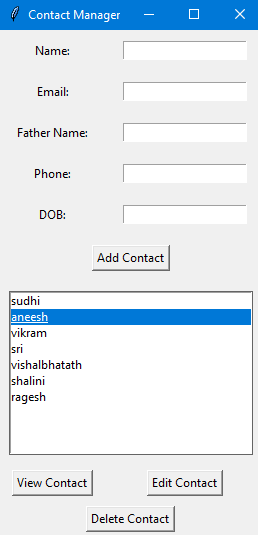 Contact Manager
Name:
Email:
Father Name:
Phone:
DOB:
Add Contact
sudhi
aneesh
vikram
sri
vishalbhatath
shalini
ragesh
View Contact Edit Contact
Delete Contact